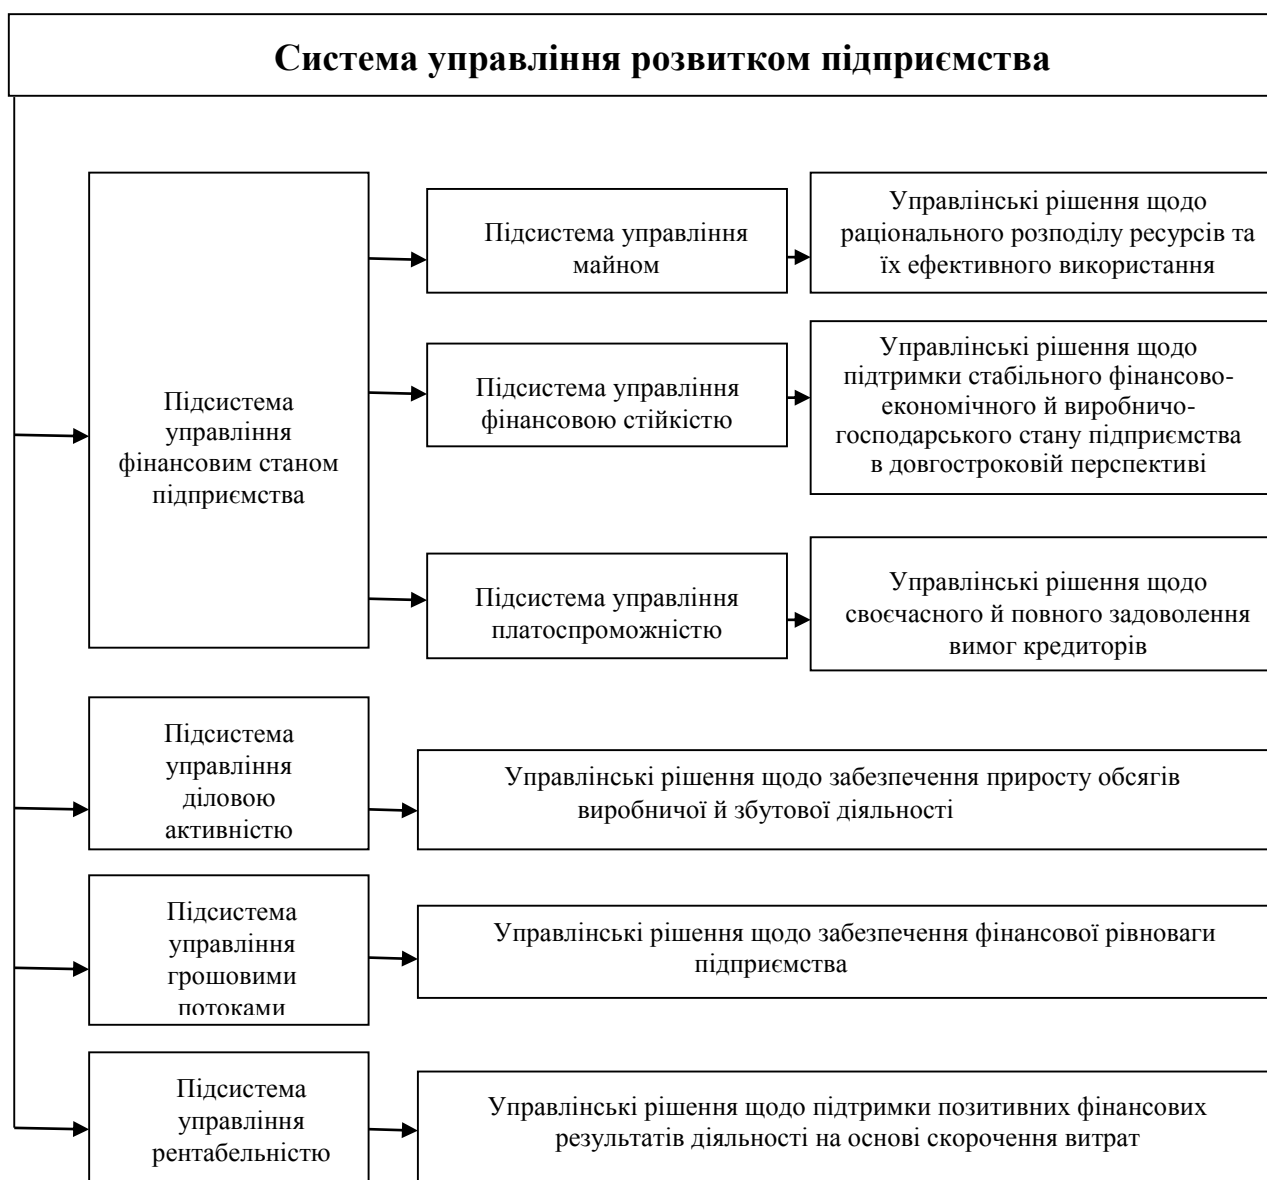 Система управління розвитком підприємства
Підсистема
управління
фінансовим станом
підприємства
Підсистема управління
майном
Управлінські рішення щодо
раціонального розподілу ресурсів та
їх ефективного використання
Підсистема управління
фінансовою стійкістю
Управлінські рішення щодо
підтримки стабільного фінансово-
економічного й виробничо-
господарського стану підприємства
в довгостроковій перспективі
Підсистема управління
платоспроможністю
Управлінські рішення щодо
своєчасного й повного задоволення
вимог кредиторів
Підсистема
управління
діловою
активністю
Управлінські рішення щодо забезпечення приросту обсягів
виробничої й збутової діяльності
Підсистема
управління
грошовими
потоками
Управлінські рішення щодо забезпечення фінансової рівноваги
підприємства
Підсистема
управління
рентабельністю
Управлінські рішення щодо підтримки позитивних фінансових
результатів діяльності на основі скорочення витрат